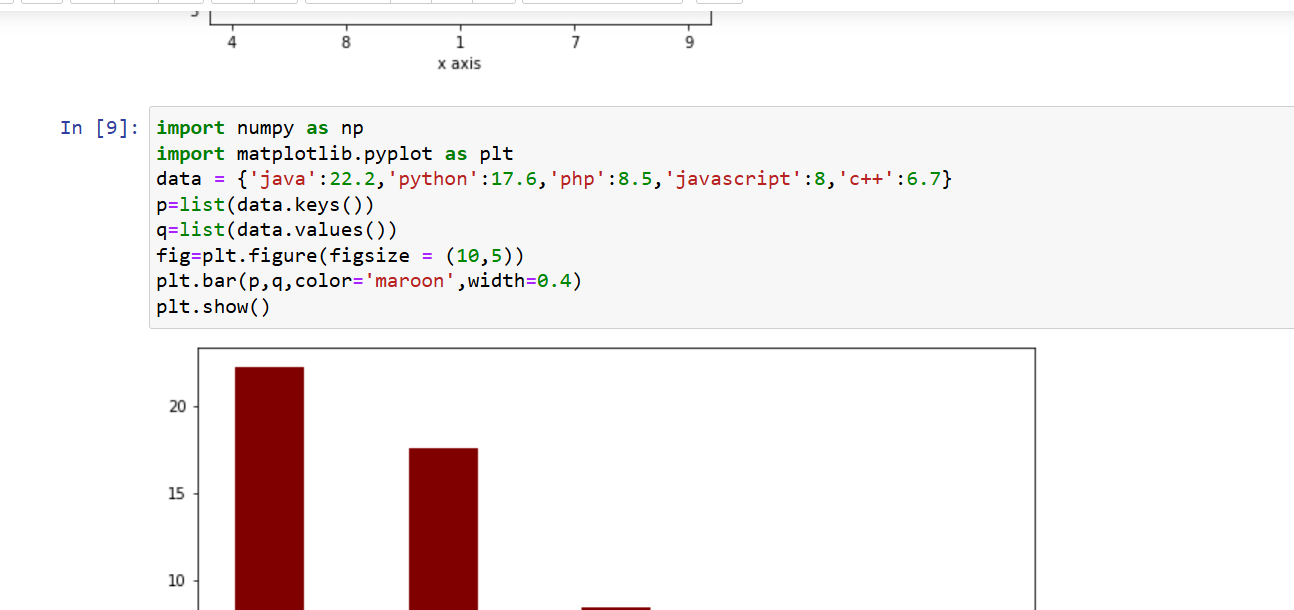 4 8 1 7 9
x axis
In [9]:
import numpy as np
import matplotlib.pyplot as plt
data = {'java':22.2,'python':17.6,'php':8.5,'javascript':8,'c++':6.7}
p=list(data.keys())
q=list(data.values())
fig=plt.figure(figsize = (10,5))
plt.bar(p,q,color='maroon',width=0.4)
plt.show()
20
15
10